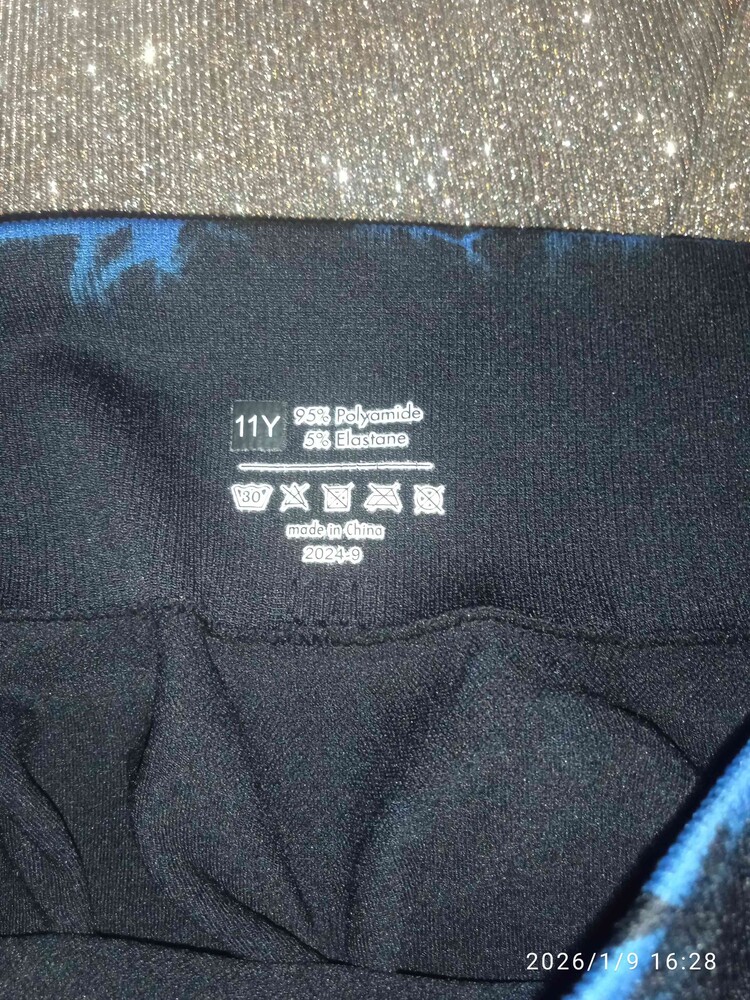 11Y
95% Polyamide
5% Elastane
30°
made in China
2024-9
2026/1/9 16:28